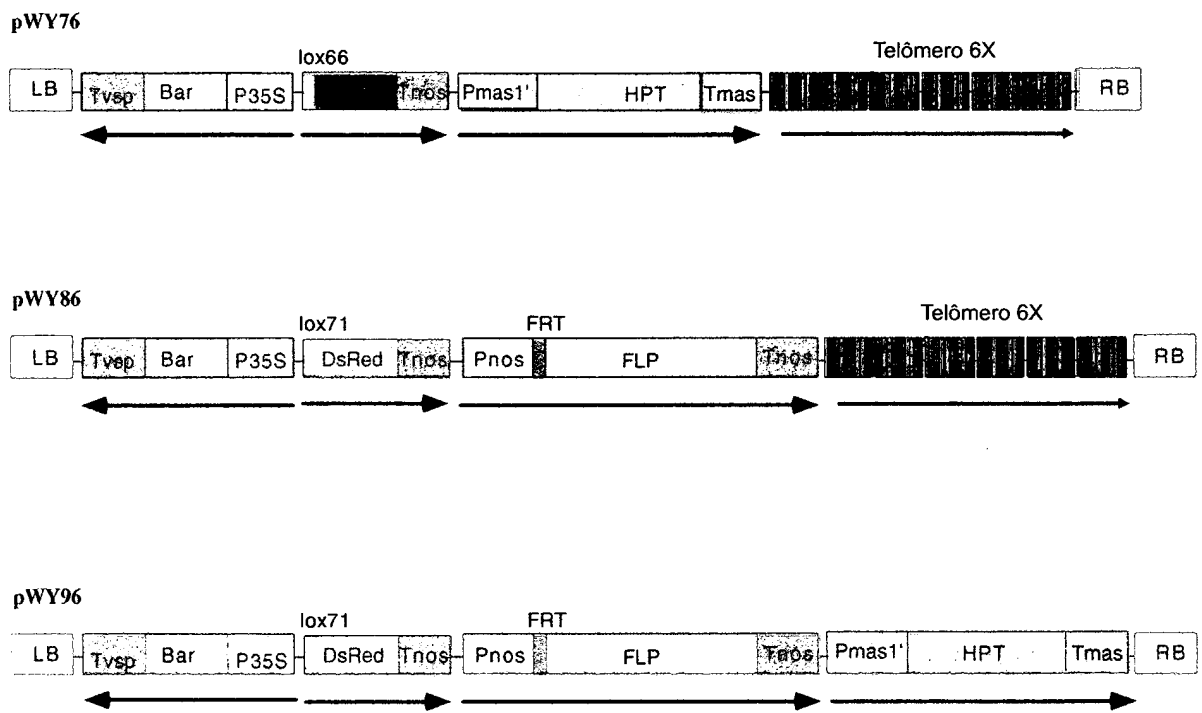 pWY76
lox66
Telômero 6X
LB Tvsp Bar P35S Tnos Pmas1' HPT Tmas RB
pWY86
lox71 FRT Telômero 6X
LB Tvsp Bar P35S DsRed Tnos Pnos FLP Tnos RB
pWY96
lox71 FRT
LB Tvsp Bar P35S DsRed Tnos Pnos FLP Tnos Pmas1' HPT Tmas RB